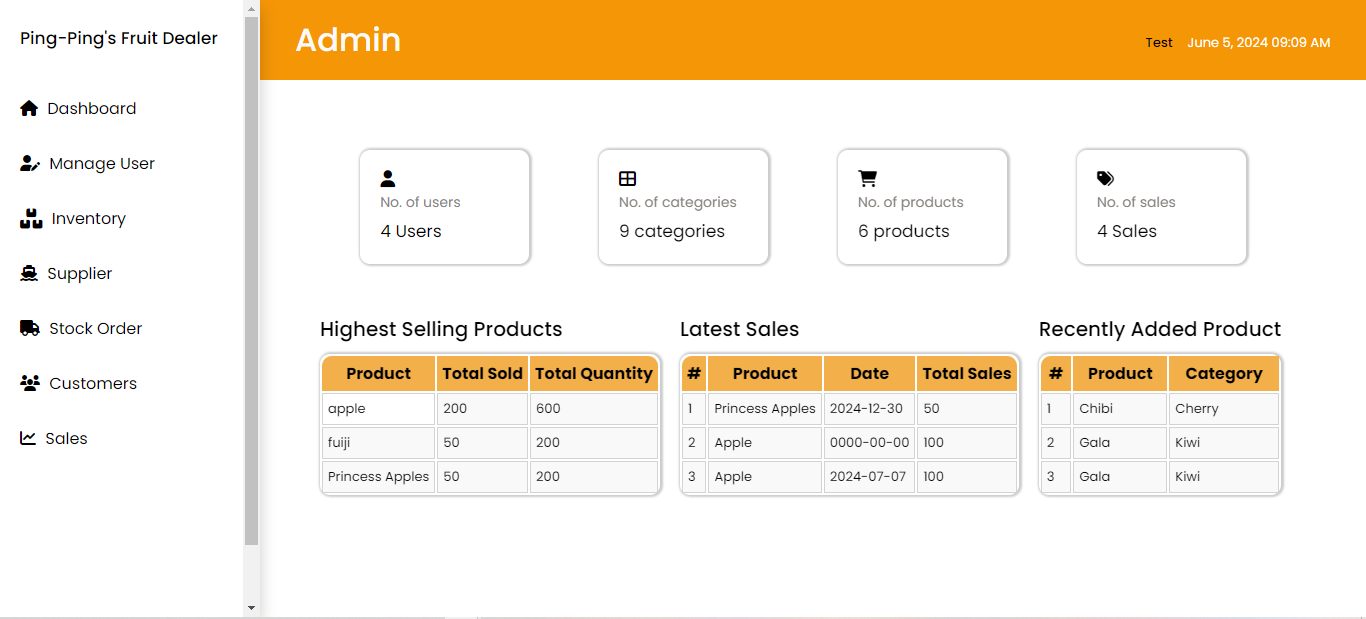 Ping-Ping's Fruit Dealer
Dashboard
Manage User
Inventory
Supplier
Stock Order
Customers
Sales
Admin
Test June 5, 2024 09:09 AM
No. of users
4 Users
No. of categories
9 categories
No. of products
6 products
No. of sales
4 Sales
Highest Selling Products
Product Total Sold Total Quantity
apple 200 600
fuiji 50 200
Princess Apples 50 200
Latest Sales
# Product Date Total Sales
1 Princess Apples 2024-12-30 50
2 Apple 0000-00-00 100
3 Apple 2024-07-07 100
Recently Added Product
# Product Category
1 Chibi Cherry
2 Gala Kiwi
3 Gala Kiwi